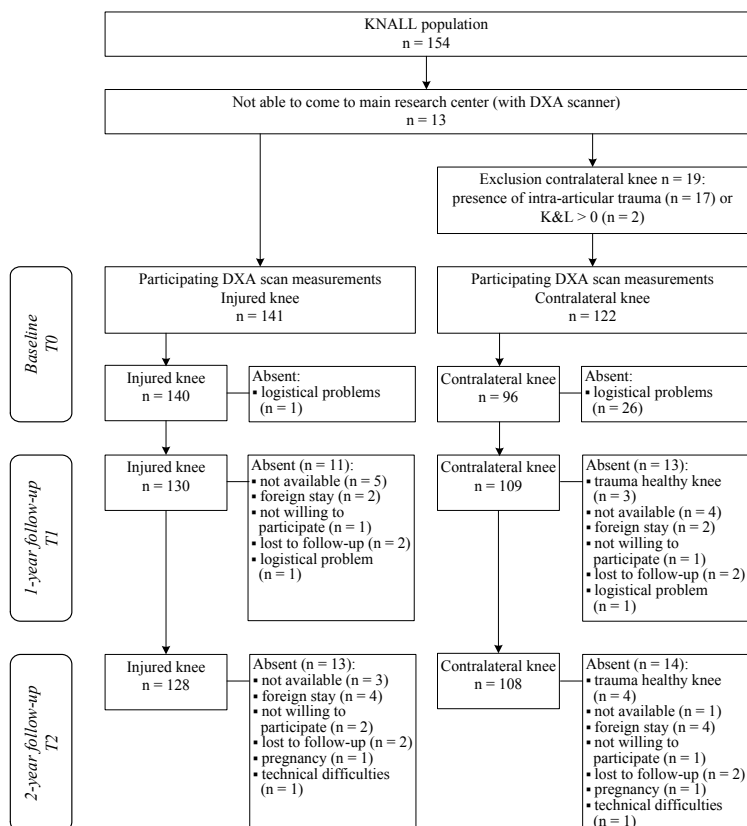 KNALL population
n = 154
Not able to come to main research center (with DXA scanner)
n = 13
Exclusion contralateral knee n = 19:
presence of intra-articular trauma (n = 17) or
K&L > 0 (n = 2)
Baseline
T0
Participating DXA scan measurements
Injured knee
n = 141
Participating DXA scan measurements
Contralateral knee
n = 122
Injured knee
n = 140
Absent:
▪ logistical problems
(n = 1)
Contralateral knee
n = 96
Absent:
▪ logistical problems
(n = 26)
1-year follow-up
T1
Injured knee
n = 130
Absent (n = 11):
▪ not available (n = 5)
▪ foreign stay (n = 2)
▪ not willing to
participate (n = 1)
▪ lost to follow-up (n = 2)
▪ logistical problem
(n = 1)
Contralateral knee
n = 109
Absent (n = 13):
▪ trauma healthy knee
(n = 3)
▪ not available (n = 4)
▪ foreign stay (n = 2)
▪ not willing to
participate (n = 1)
▪ lost to follow-up (n = 2)
▪ logistical problem
(n = 1)
2-year follow-up
T2
Injured knee
n = 128
Absent (n = 13):
▪ not available (n = 3)
▪ foreign stay (n = 4)
▪ not willing to
participate (n = 2)
▪ lost to follow-up (n = 2)
▪ pregnancy (n = 1)
▪ technical difficulties
(n = 1)
Contralateral knee
n = 108
Absent (n = 14):
▪ trauma healthy knee
(n = 4)
▪ not available (n = 1)
▪ foreign stay (n = 4)
▪ not willing to
participate (n = 1)
▪ lost to follow-up (n = 2)
▪ pregnancy (n = 1)
▪ technical difficulties
(n = 1)